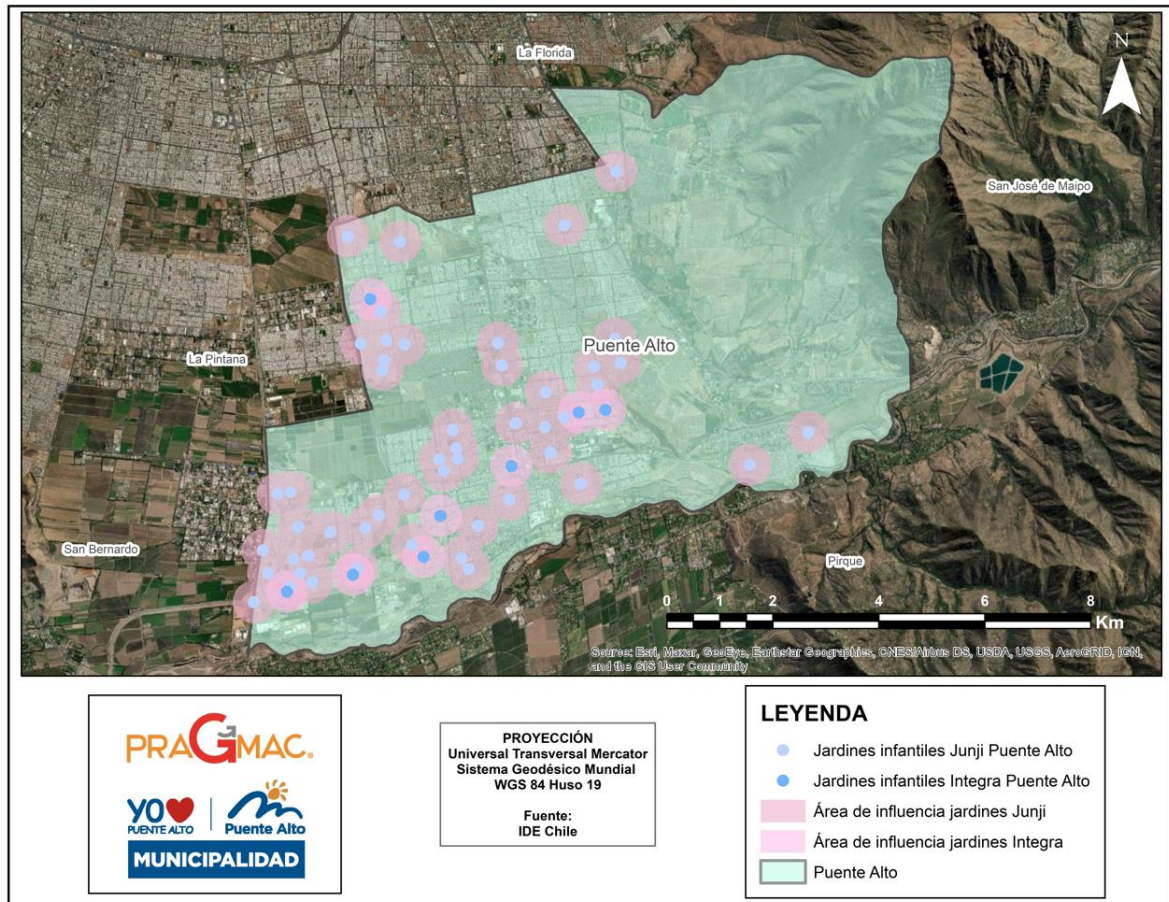 La Florida
N
San José de Maipo
Puente Alto
La Pintana
San Bernardo
Pirque
0 1 2 4 6 8
Km
Source: Esri, Maxar, GeoEye, Earthstar Geographics, CNES/Airbus DS, USDA, USGS, AeroGRID, IGN,
and the GIS User Community
PRAGMAC®
YO
PUENTE ALTO
Puente Alto
MUNICIPALIDAD
PROYECCIÓN
Universal Transversal Mercator
Sistema Geodésico Mundial
WGS 84 Huso 19
Fuente:
IDE Chile
LEYENDA
Jardines infantiles Junji Puente Alto
Jardines infantiles Integra Puente Alto
Área de influencia jardines Junji
Área de influencia jardines Integra
Puente Alto